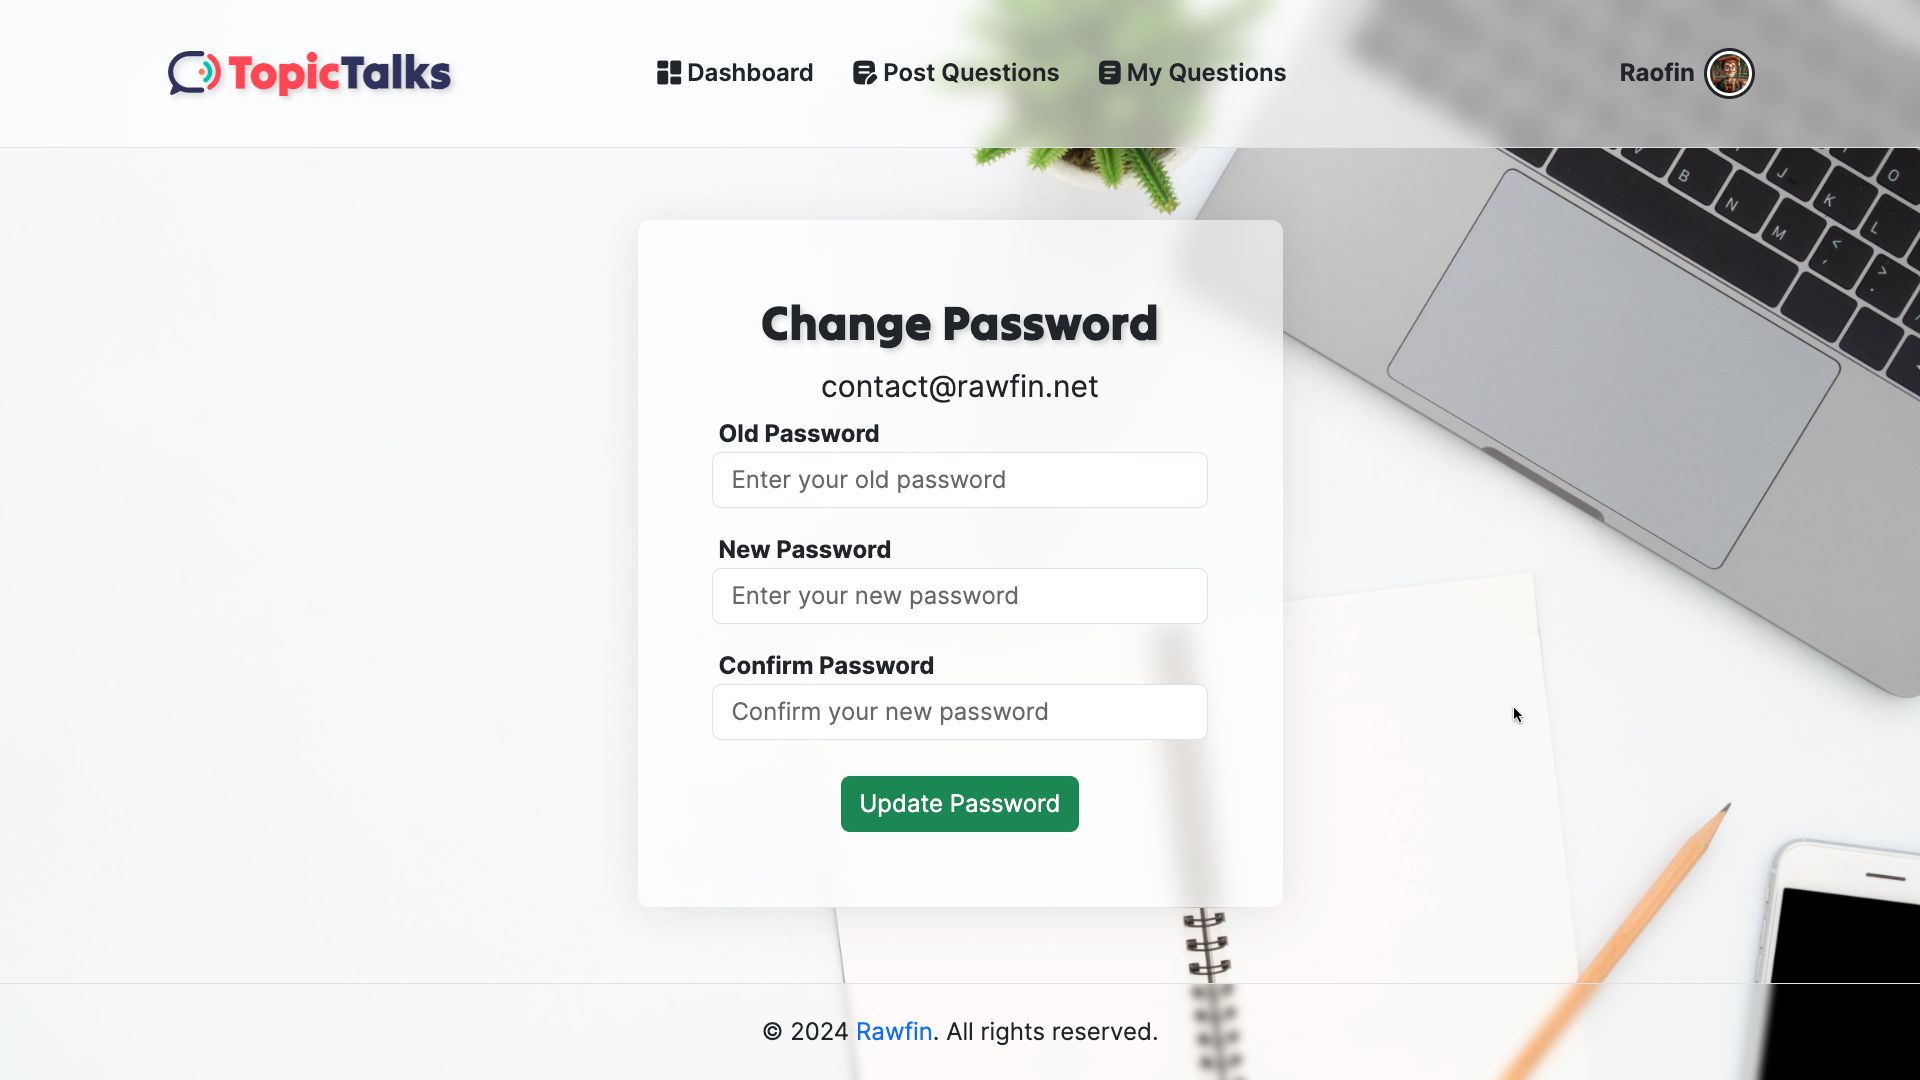 TopicTalks
Dashboard
Post Questions
My Questions
Raofin
Change Password
contact@rawfin.net
Old Password
Enter your old password
New Password
Enter your new password
Confirm Password
Confirm your new password
Update Password
© 2024 Rawfin. All rights reserved.
V
B
N
M
J
K
L
O
<
,
>
.